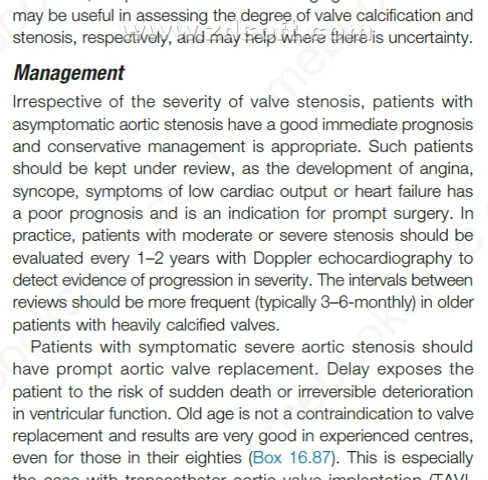 may be useful in assessing the degree of valve calcification and
stenosis, respectively, and may help where there is uncertainty.
Management
Irrespective of the severity of valve stenosis, patients with
asymptomatic aortic stenosis have a good immediate prognosis
and conservative management is appropriate. Such patients
should be kept under review, as the development of angina,
syncope, symptoms of low cardiac output or heart failure has
a poor prognosis and is an indication for prompt surgery. In
practice, patients with moderate or severe stenosis should be
evaluated every 1–2 years with Doppler echocardiography to
detect evidence of progression in severity. The intervals between
reviews should be more frequent (typically 3–6-monthly) in older
patients with heavily calcified valves.
Patients with symptomatic severe aortic stenosis should
have prompt aortic valve replacement. Delay exposes the
patient to the risk of sudden death or irreversible deterioration
in ventricular function. Old age is not a contraindication to valve
replacement and results are very good in experienced centres,
even for those in their eighties (Box 16.87). This is especially
the case with transcatheter aortic valve implantation (TAVI,